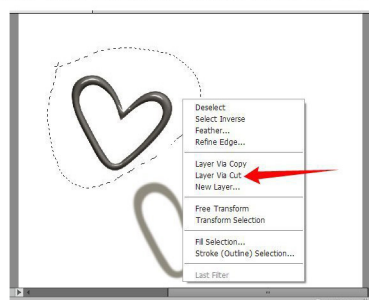 Deselect
Select Inverse
Feather...
Refine Edge...
Layer Via Copy
Layer Via Cut
New Layer...
Free Transform
Transform Selection
Fill Selection...
Stroke (Outline) Selection...
Last Filter